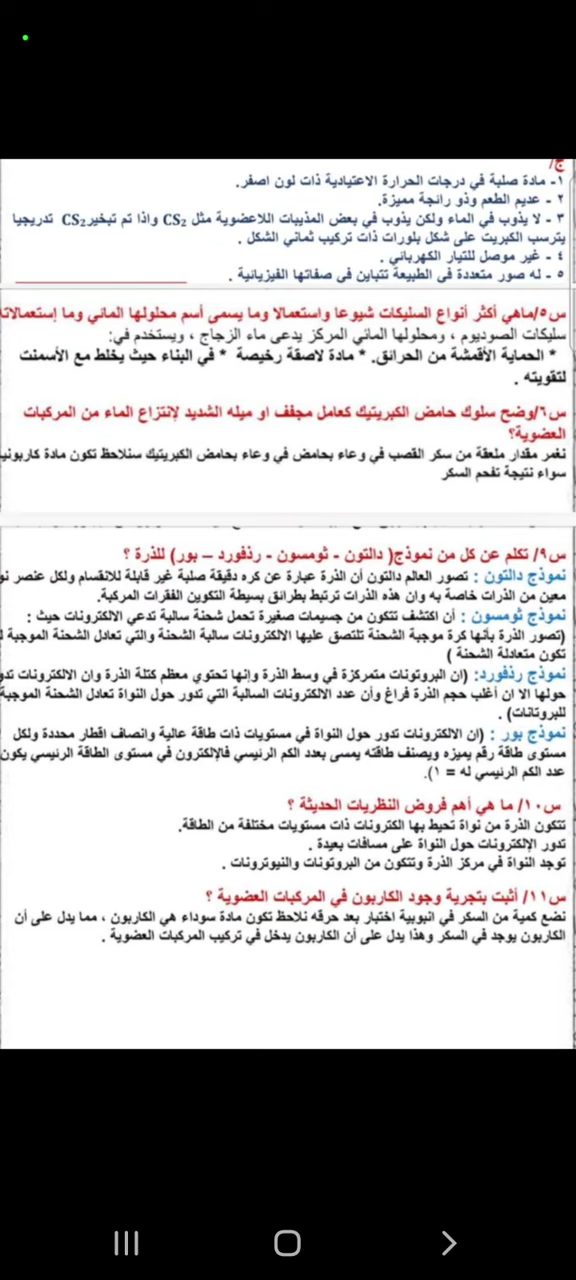 ج/
١- مادة صلبة في درجات الحرارة الاعتيادية ذات لون اصفر.
٢ - عديم الطعم وذو رائحة مميزة.
٣ - لا يذوب في الماء ولكن يذوب في بعض المذيبات اللاعضوية مثل CS2 واذا تم تبخير CS2 تدريجيا
يترسب الكبريت على شكل بلورات ذات تركيب ثماني الشكل .
٤ - غير موصل للتيار الكهربائي .
٥ - له صور متعددة في الطبيعة تتباين في صفاتها الفيزيائية .
س٥/ماهي أكثر أنواع السليكات شيوعا واستعمالا وما يسمى أسم محلولها المائي وما إستعمالاته
سليكات الصوديوم ، ومحلولها المائي المركز يدعى ماء الزجاج ، ويستخدم في:
* الحماية الأقمشة من الحرائق. * مادة لاصقة رخيصة * في البناء حيث يخلط مع الأسمنت
لتقويته .
س٦/وضح سلوك حامض الكبريتيك كعامل مجفف او ميله الشديد لإنتزاع الماء من المركبات
العضوية؟
نغمر مقدار ملعقة من سكر القصب في وعاء بحامض في وعاء بحامض الكبريتيك سنلاحظ تكون مادة كاربوني
سواء نتيجة تفحم السكر
س٩/ تكلم عن كل من نموذج( دالتون - ثومسون - رذفورد – بور) للذرة ؟
نموذج دالتون : تصور العالم دالتون أن الذرة عبارة عن كره دقيقة صلبة غير قابلة للانقسام ولكل عنصر نو
معين من الذرات خاصة به وان هذه الذرات ترتبط بطرائق بسيطة التكوين الفقرات المركبة.
نموذج ثومسون : أن اكتشف تتكون من جسيمات صغيرة تحمل شحنة سالبة تدعي الالكترونات حيث :
(تصور الذرة بأنها كرة موجبة الشحنة تلتصق عليها الالكترونات سالبة الشحنة والتي تعادل الشحنة الموجبة ل
تكون متعادلة الشحنة )
نموذج رذفورد: (ان البروتونات متمركزة في وسط الذرة وإنها تحتوي معظم كتلة الذرة وان الالكترونات تدو
حولها الا ان أغلب حجم الذرة فراغ وأن عدد الالكترونات السالبة التي تدور حول النواة تعادل الشحنة الموجبة
للبروتانات) .
نموذج بور : (ان الالكترونات تدور حول النواة في مستويات ذات طاقة عالية وانصاف اقطار محددة ولكل
مستوى طاقة رقم يميزه ويصنف طاقته يمسى بعدد الكم الرئيسي فالإلكترون في مستوى الطاقة الرئيسي يكون
عدد الكم الرئيسي له = ١).
س١٠/ ما هي أهم فروض النظريات الحديثة ؟
تتكون الذرة من نواة تحيط بها الكترونات ذات مستويات مختلفة من الطاقة.
تدور الإلكترونات حول النواة على مسافات بعيدة .
توجد النواة في مركز الذرة وتتكون من البروتونات والنيوترونات .
س١١/ أثبت بتجرية وجود الكاربون في المركبات العضوية ؟
نضع كمية من السكر في انبوبية اختبار بعد حرقه نلاحظ تكون مادة سوداء هي الكاربون ، مما يدل على أن
الكاربون يوجد في السكر وهذا يدل على أن الكاربون يدخل في تركيب المركبات العضوية .